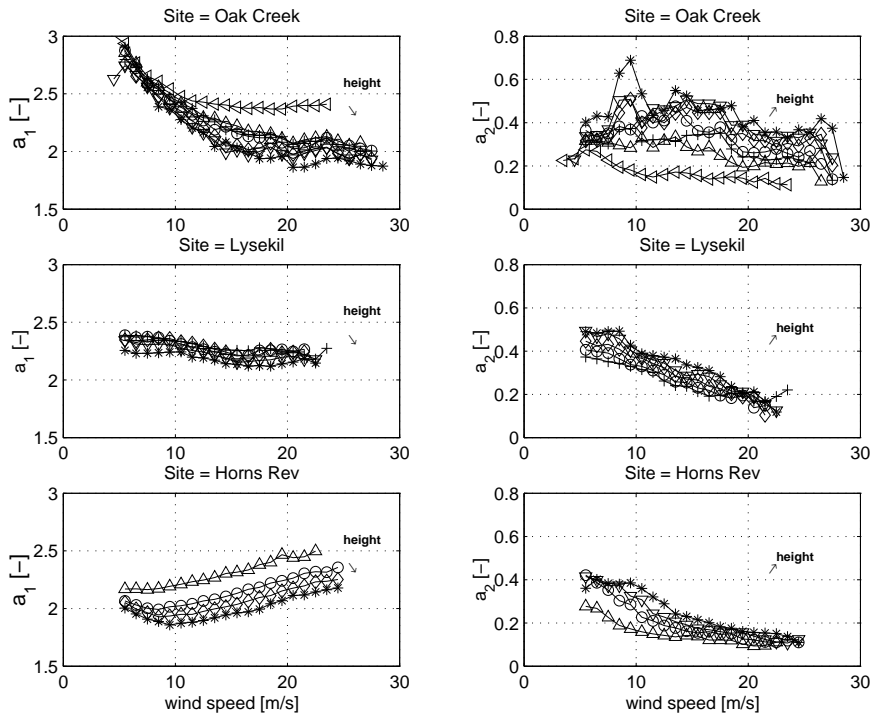 Site = Oak Creek
3
2.5
2
1.5
0
10
20
30
a1 [−]
height
Site = Oak Creek
0.8
0.6
0.4
0.2
0
0
10
20
30
a2 [−]
height
Site = Lysekil
3
2.5
2
1.5
0
10
20
30
a1 [−]
height
Site = Lysekil
0.8
0.6
0.4
0.2
0
0
10
20
30
a2 [−]
height
Site = Horns Rev
3
2.5
2
1.5
0
10
20
30
a1 [−]
height
wind speed [m/s]
Site = Horns Rev
0.8
0.6
0.4
0.2
0
0
10
20
30
a2 [−]
height
wind speed [m/s]